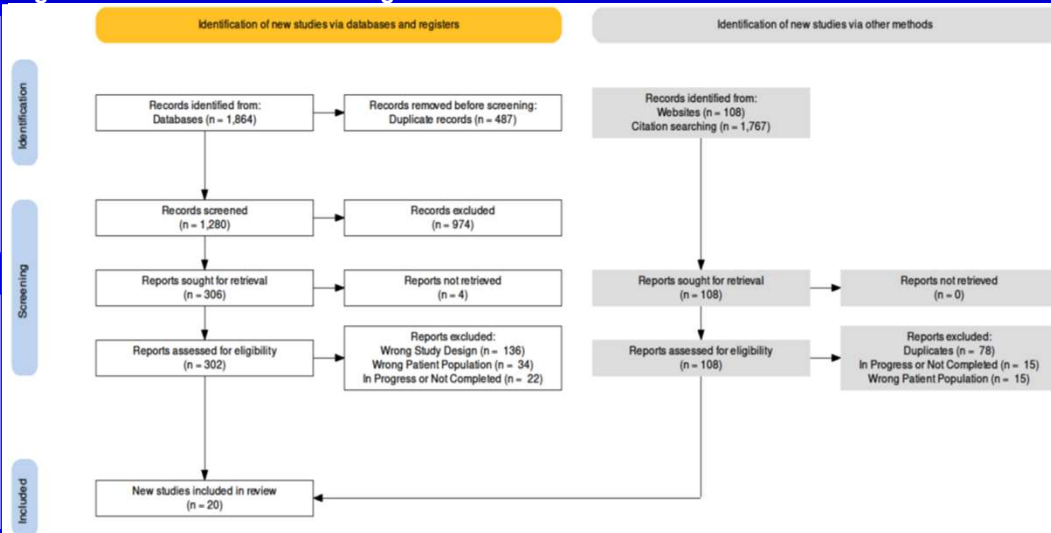 Identification of new studies via databases and registers
Identification of new studies via other methods
Identification
Records identified from:
Databases (n = 1,864)
Records removed before screening:
Duplicate records (n = 487)
Records identified from:
Websites (n = 108)
Citation searching (n = 1,767)
Screening
Records screened
(n = 1,280)
Records excluded
(n = 974)
Reports sought for retrieval
(n = 306)
Reports not retrieved
(n = 4)
Reports sought for retrieval
(n = 108)
Reports not retrieved
(n = 0)
Reports assessed for eligibility
(n = 302)
Reports excluded:
Wrong Study Design (n = 136)
Wrong Patient Population (n = 34)
In Progress or Not Completed (n = 22)
Reports assessed for eligibility
(n = 108)
Reports excluded:
Duplicates (n = 78)
In Progress or Not Completed (n = 15)
Wrong Patient Population (n = 15)
Included
New studies included in review
(n = 20)